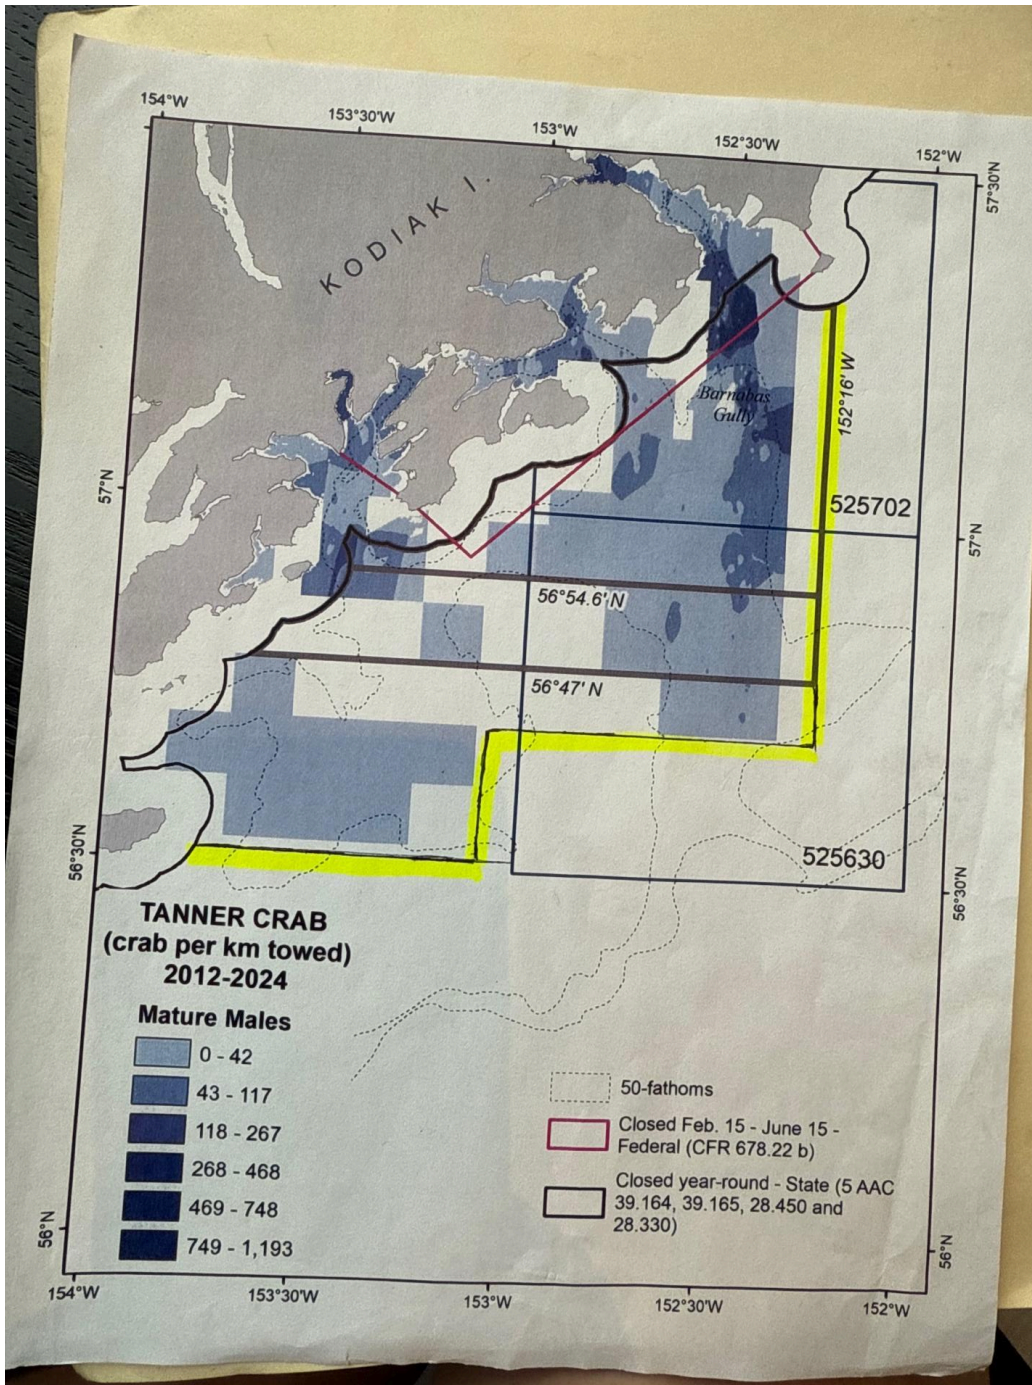 154°W
153°30'W
153°W
152°30'W
152°W
57°30'N
KODIAK I.
152°16' W
Barnabas
Gully
57°N
525702
57°N
56°54.6' N
56°47' N
56°30'N
525630
56°30'N
TANNER CRAB
(crab per km towed)
2012-2024
Mature Males
0 - 42
43 - 117
118 - 267
268 - 468
469 - 748
749 - 1,193
50-fathoms
Closed Feb. 15 - June 15 -
Federal (CFR 678.22 b)
Closed year-round - State (5 AAC
39.164, 39.165, 28.450 and
28.330)
56°N
56°N
154°W
153°30'W
153°W
152°30'W
152°W